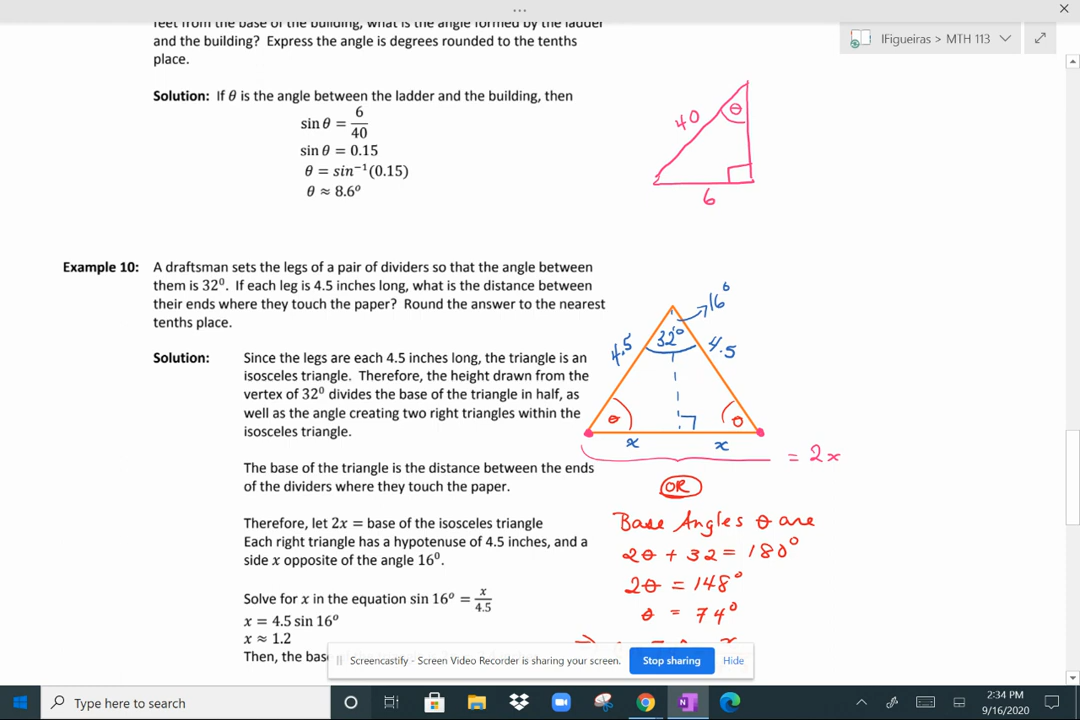 feet from the base of the building, what is the angle formed by the ladder
and the building? Express the angle is degrees rounded to the tenths
place.
IFigueiras > MTH 113
Solution: If θ is the angle between the ladder and the building, then
sin θ = 6/40
sin θ = 0.15
θ = sin⁻¹(0.15)
θ ≈ 8.6⁰
40
θ
6
Example 10: A draftsman sets the legs of a pair of dividers so that the angle between
them is 32⁰. If each leg is 4.5 inches long, what is the distance between
their ends where they touch the paper? Round the answer to the nearest
tenths place.
16⁰
4.5
32⁰
4.5
θ
θ
x
x
= 2x
Solution: Since the legs are each 4.5 inches long, the triangle is an
isosceles triangle. Therefore, the height drawn from the
vertex of 32⁰ divides the base of the triangle in half, as
well as the angle creating two right triangles within the
isosceles triangle.
The base of the triangle is the distance between the ends
of the dividers where they touch the paper.
Therefore, let 2x = base of the isosceles triangle
Each right triangle has a hypotenuse of 4.5 inches, and a
side x opposite of the angle 16⁰.
Solve for x in the equation sin 16⁰ = x/4.5
x = 4.5 sin 16⁰
x ≈ 1.2
Then, the bas
OR
Base Angles θ are
2θ + 32 = 180⁰
2θ = 148⁰
θ = 74⁰
Screencastify - Screen Video Recorder is sharing your screen.
Stop sharing
Hide
Type here to search
2:34 PM
9/16/2020